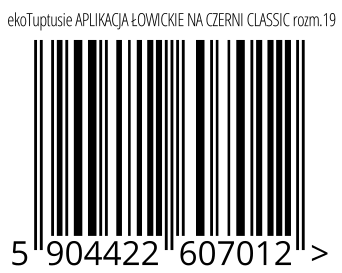 ekoTuptusie APLIKACJA ŁOWICKIE NA CZERNI CLASSIC rozm.19
5 904422 607012 >